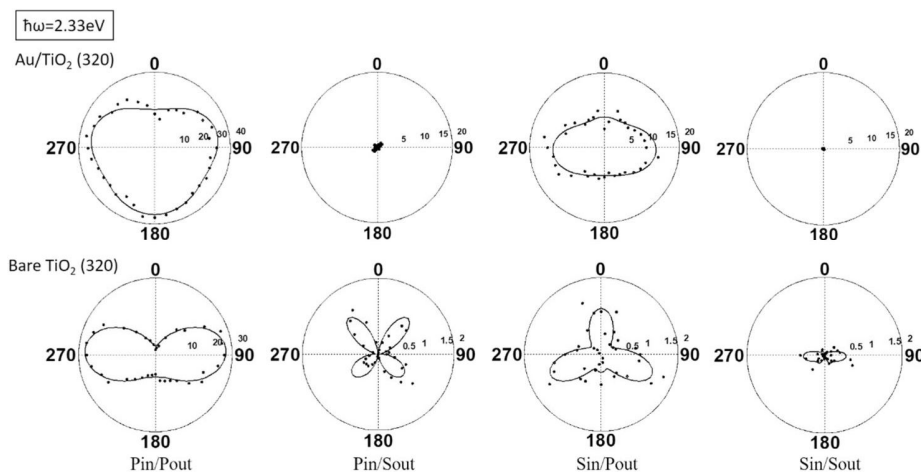 ħω=2.33eV
Au/TiO₂ (320)
0 0 0 0
270 10 20 30 40 90 270 5 10 15 20 90 270 5 10 15 20 90 270 5 10 15 20 90
180 180 180 180
Bare TiO₂ (320)
0 0 0 0
270 10 20 30 90 270 0.5 1 1.5 2 90 270 0.5 1 1.5 2 90 270 0.5 1 1.5 2 90
180 180 180 180
Pin/Pout Pin/Sout Sin/Pout Sin/Sout